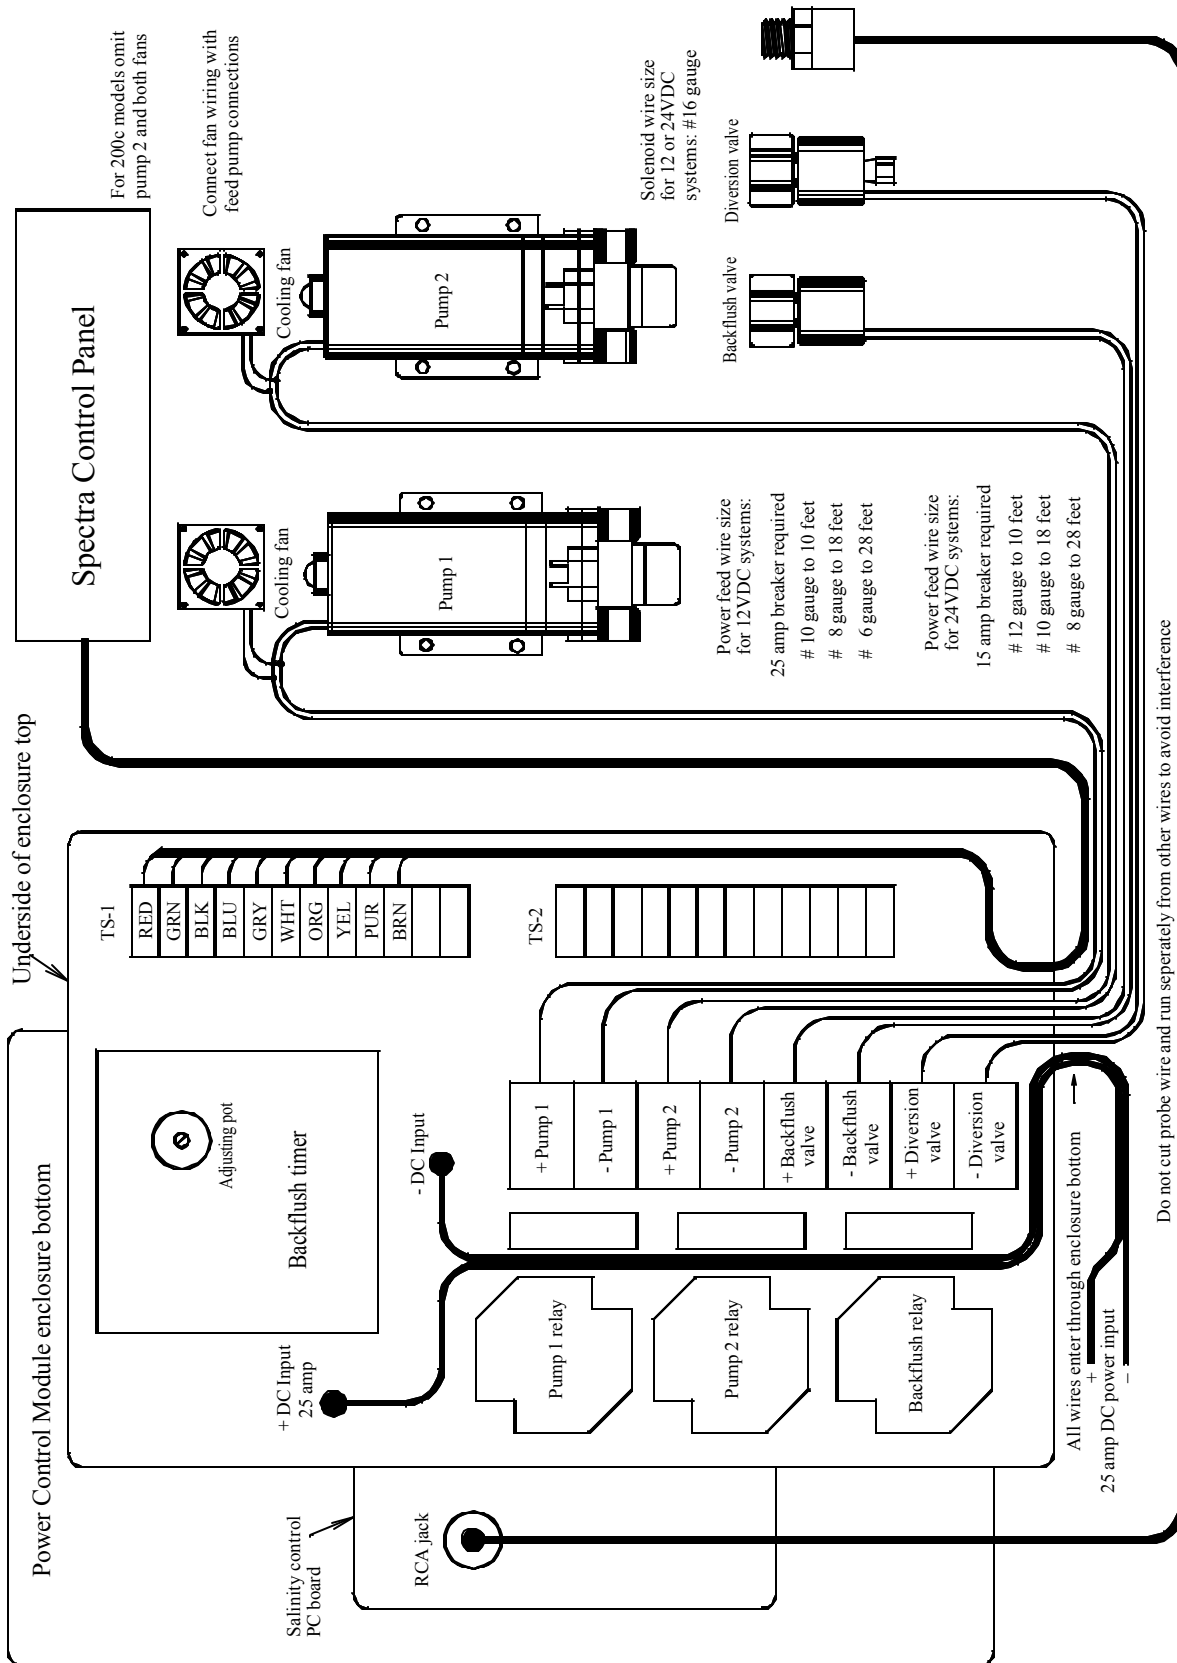 Power Control Module enclosure bottom
Underside of enclosure top
Spectra Control Panel
For 200c models omit
pump 2 and both fans
Connect fan wiring with
feed pump connections
Cooling fan
Cooling fan
Pump 1
Pump 2
TS-1
RED
GRN
BLK
BLU
GRY
WHT
ORG
YEL
PUR
BRN
TS-2
Adjusting pot
Backflush timer
+ DC Input
25 amp
- DC Input
Salinity control
PC board
RCA jack
Pump 1 relay
Pump 2 relay
Backflush relay
+ Pump 1
- Pump 1
+ Pump 2
- Pump 2
+ Backflush
valve
- Backflush
valve
+ Diversion
valve
- Diversion
valve
Solenoid wire size
for 12 or 24VDC
systems: #16 gauge
Backflush valve
Diversion valve
Power feed wire size
for 12VDC systems:
25 amp breaker required
# 10 gauge to 10 feet
# 8 gauge to 18 feet
# 6 gauge to 28 feet
Power feed wire size
for 24VDC systems:
15 amp breaker required
# 12 gauge to 10 feet
# 10 gauge to 18 feet
# 8 gauge to 28 feet
All wires enter through enclosure bottom
+
25 amp DC power input
_
Do not cut probe wire and run seperately from other wires to avoid interference